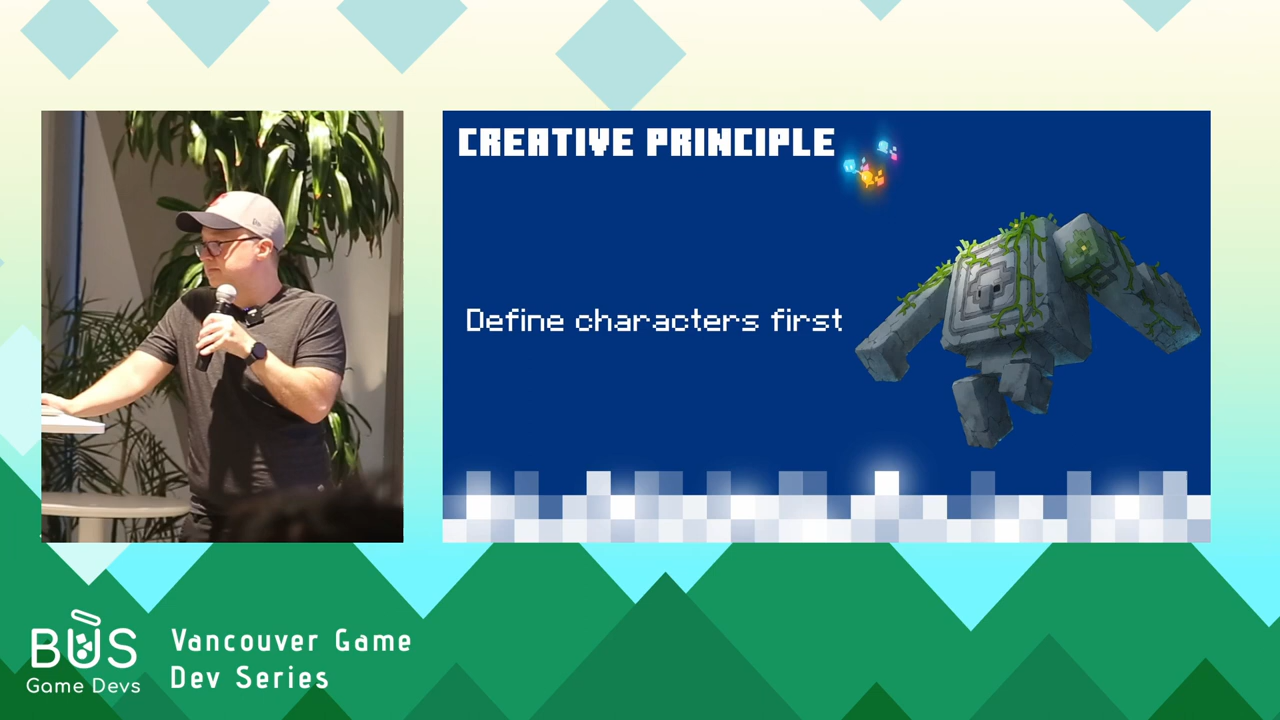 CREATIVE PRINCIPLE
Define characters first
BUS
Game Devs
Vancouver Game
Dev Series